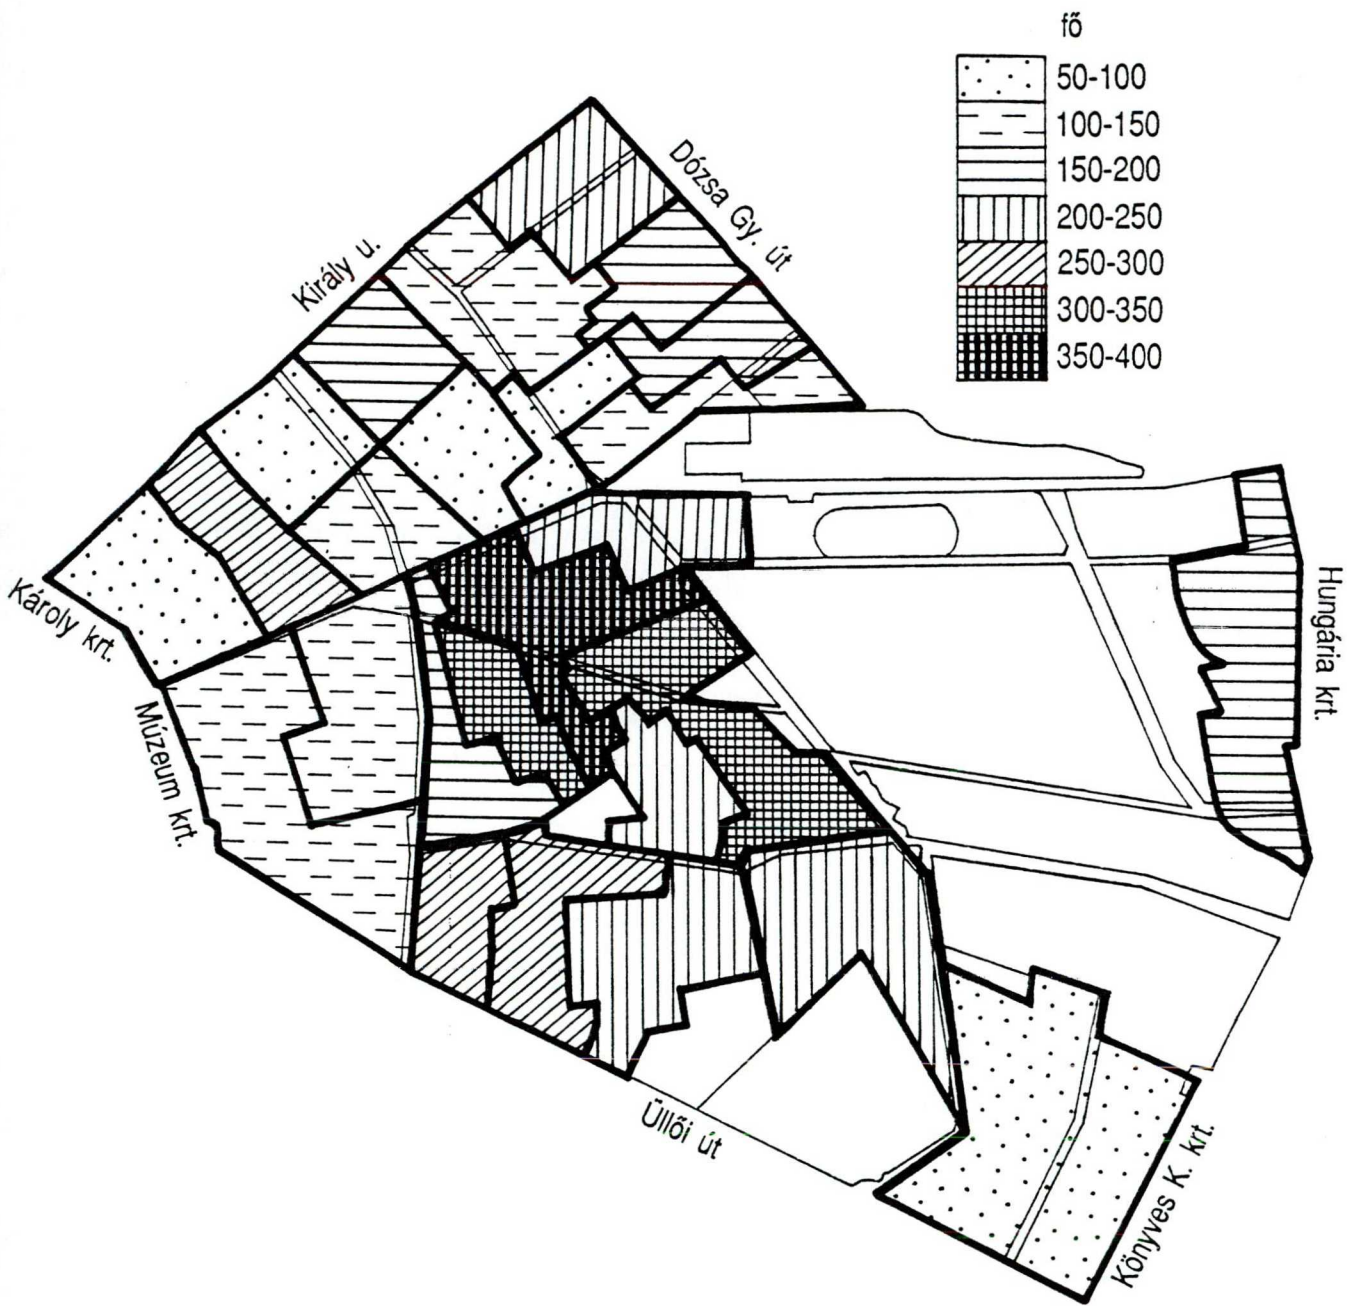 fő
50-100
100-150
150-200
200-250
250-300
300-350
350-400
Dózsa Gy. út
Király u.
Károly krt.
Múzeum krt.
Hungária krt.
Üllői út
Könyves K. krt.